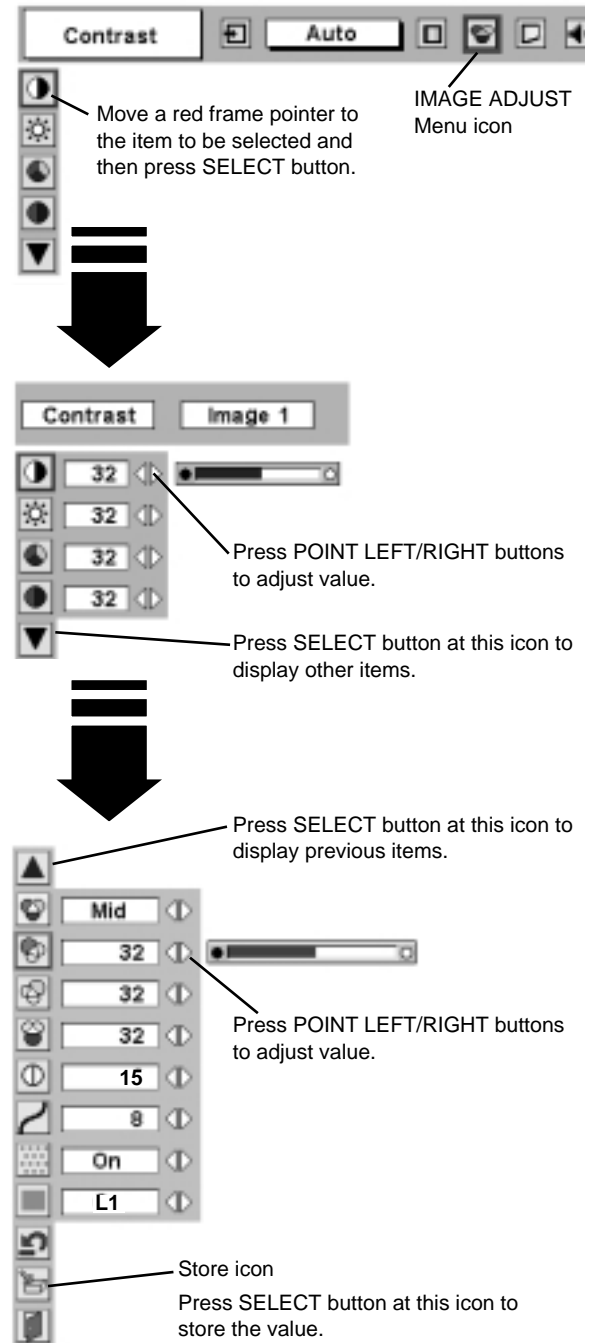 Contrast
Auto
Move a red frame pointer to
the item to be selected and
then press SELECT button.
IMAGE ADJUST
Menu icon
Contrast
Image 1
32
32
32
32
Press POINT LEFT/RIGHT buttons
to adjust value.
Press SELECT button at this icon to
display other items.
Press SELECT button at this icon to
display previous items.
Mid
32
32
32
15
8
On
L1
Press POINT LEFT/RIGHT buttons
to adjust value.
Store icon
Press SELECT button at this icon to
store the value.